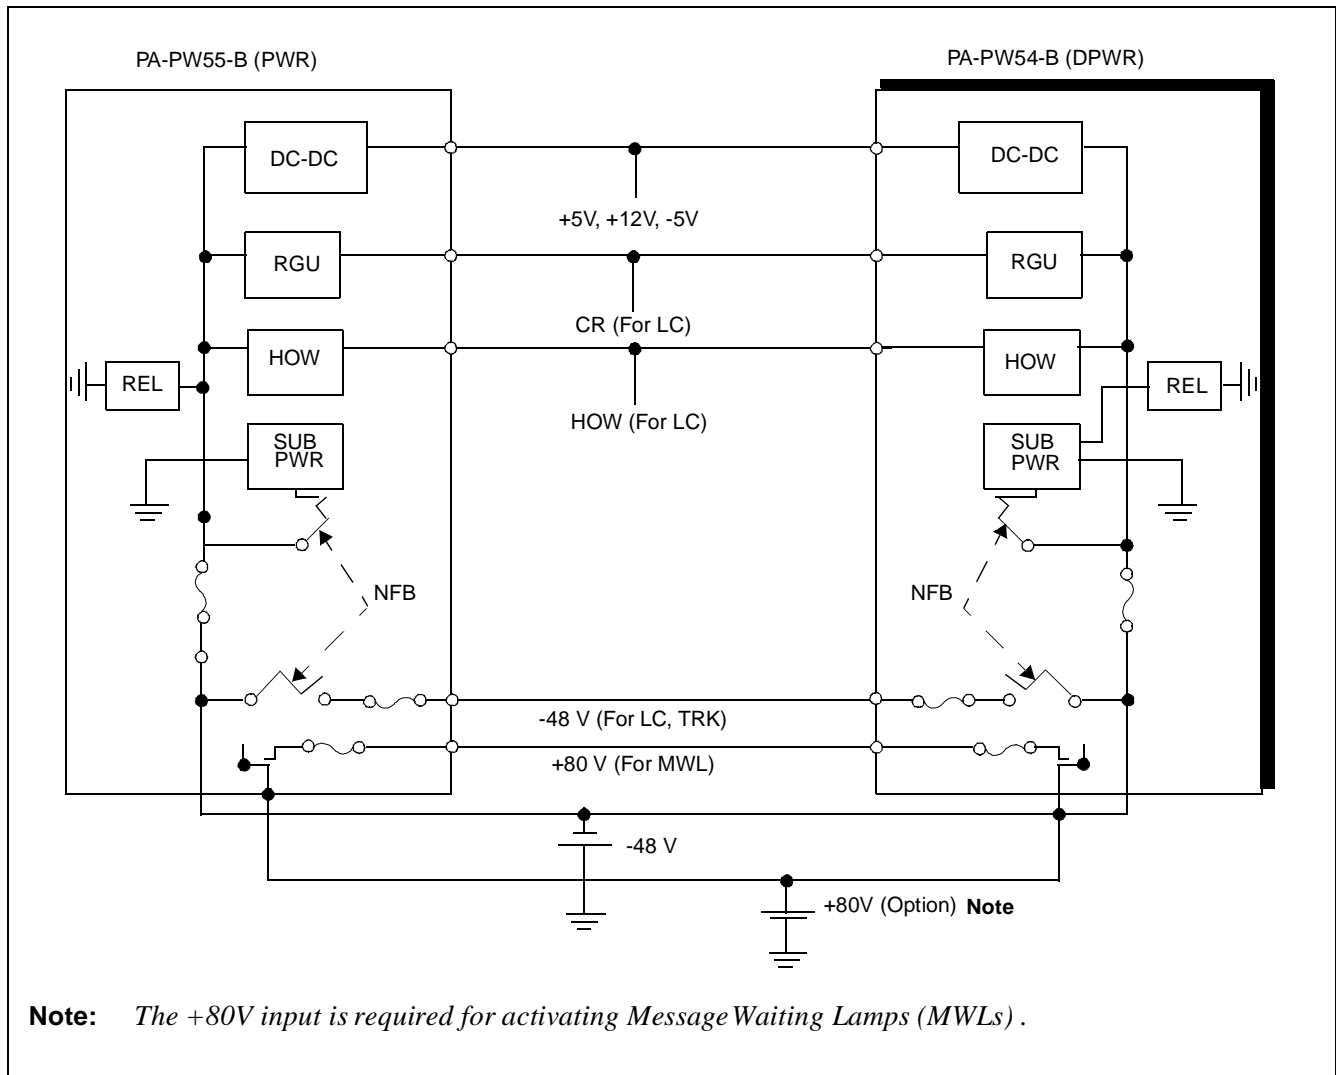 PA-PW55-B (PWR)
PA-PW54-B (DPWR)
DC-DC
DC-DC
+5V, +12V, -5V
RGU
RGU
CR (For LC)
HOW
HOW
REL
REL
HOW (For LC)
SUB
PWR
SUB
PWR
NFB
NFB
-48 V (For LC, TRK)
+80 V (For MWL)
-48 V
+80V (Option) Note
Note: The +80V input is required for activating Message Waiting Lamps (MWLs) .